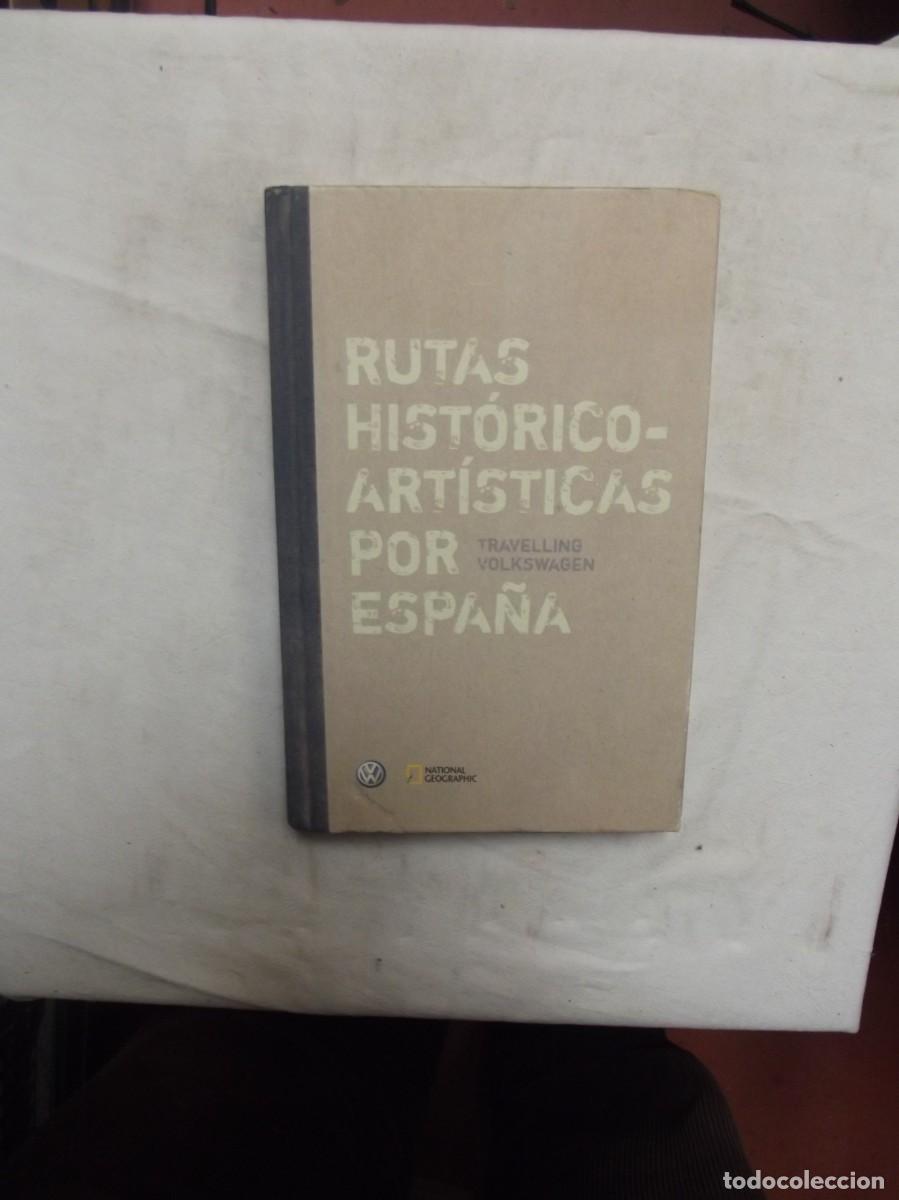 RUTAS
HISTÓRICO-
ARTÍSTICAS
POR
TRAVELLING
VOLKSWAGEN
ESPAÑA
NATIONAL
GEOGRAPHIC
todocoleccion